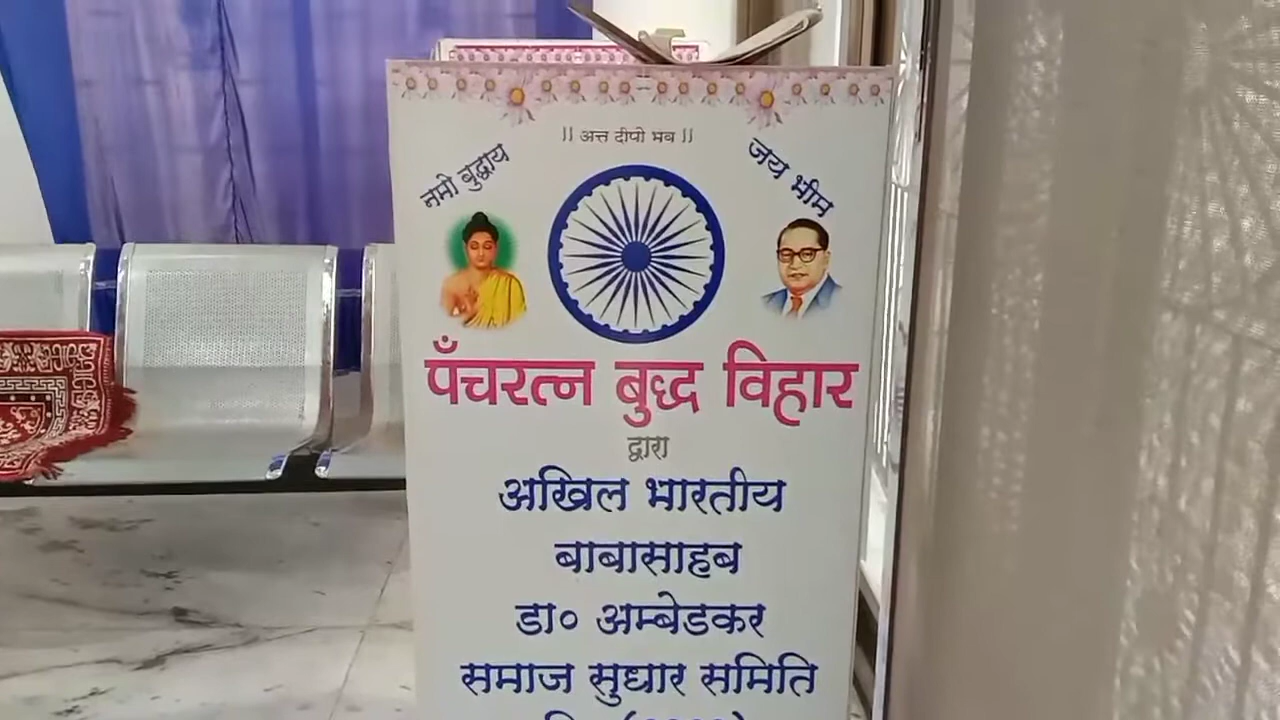 || अत्त दीपो भव ||
नमो बुद्धाय
जय भीम
पँचरत्न बुद्ध विहार
द्वारा
अखिल भारतीय
बाबासाहब
डा० अम्बेडकर
समाज सुधार समिति